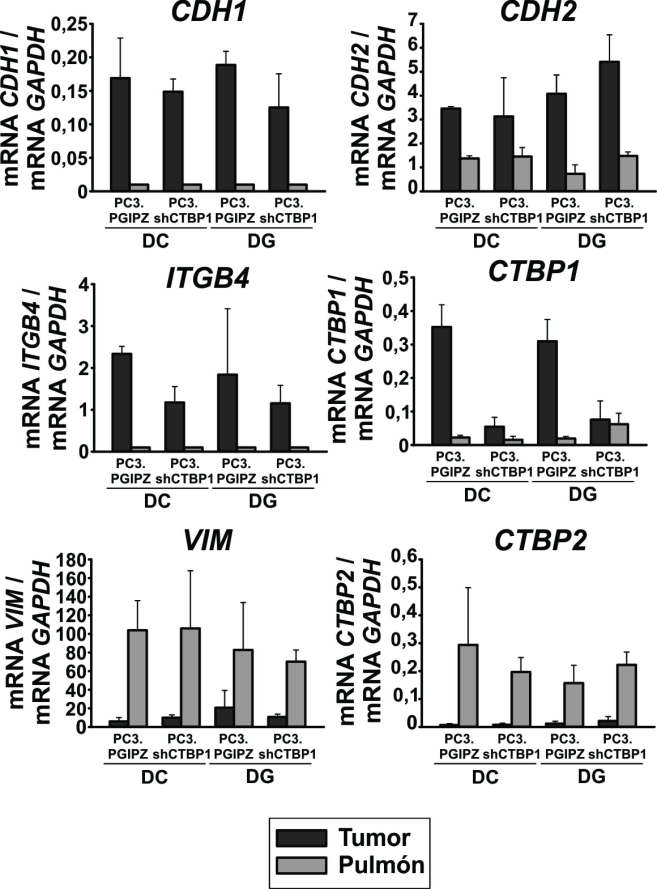 CDH1
mRNA CDH1 /
mRNA GAPDH
0,25
0,20
0,15
0,10
0,05
0
PC3. PC3. PC3. PC3.
PGIPZ shCTBP1 PGIPZ shCTBP1
DC DG
CDH2
mRNA CDH2 /
mRNA GAPDH
7
6
5
4
3
2
1
0
PC3. PC3. PC3. PC3.
PGIPZ shCTBP1 PGIPZ shCTBP1
DC DG
ITGB4
mRNA ITGB4 /
mRNA GAPDH
4
3
2
1
0
PC3. PC3. PC3. PC3.
PGIPZ shCTBP1 PGIPZ shCTBP1
DC DG
CTBP1
mRNA CTBP1 /
mRNA GAPDH
0,5
0,4
0,3
0,2
0,1
0
PC3. PC3. PC3. PC3.
PGIPZ shCTBP1 PGIPZ shCTBP1
DC DG
VIM
mRNA VIM /
mRNA GAPDH
180
160
140
120
100
80
60
40
20
0
PC3. PC3. PC3. PC3.
PGIPZ shCTBP1 PGIPZ shCTBP1
DC DG
CTBP2
mRNA CTBP2 /
mRNA GAPDH
0,6
0,5
0,4
0,3
0,2
0,1
0
PC3. PC3. PC3. PC3.
PGIPZ shCTBP1 PGIPZ shCTBP1
DC DG
Tumor
Pulmón